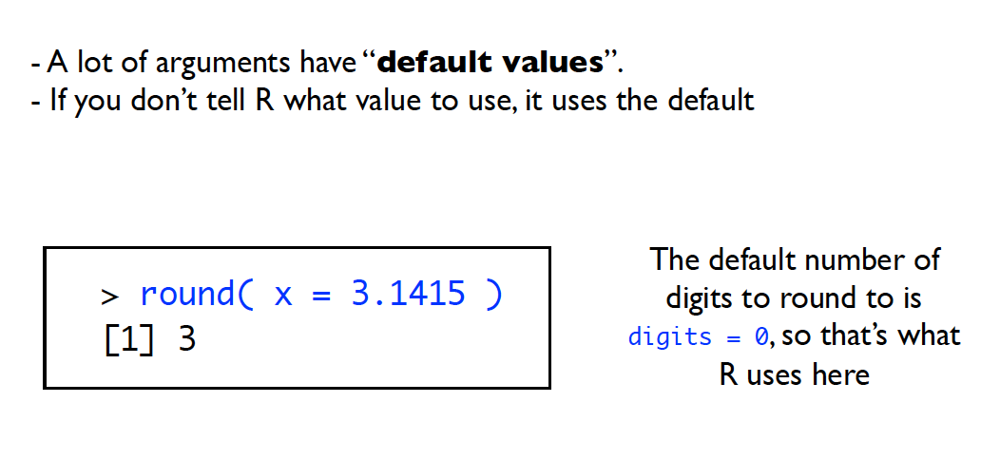 - A lot of arguments have “default values”.
- If you don’t tell R what value to use, it uses the default
> round( x = 3.1415 )
[1] 3
The default number of
digits to round to is
digits = 0, so that’s what
R uses here